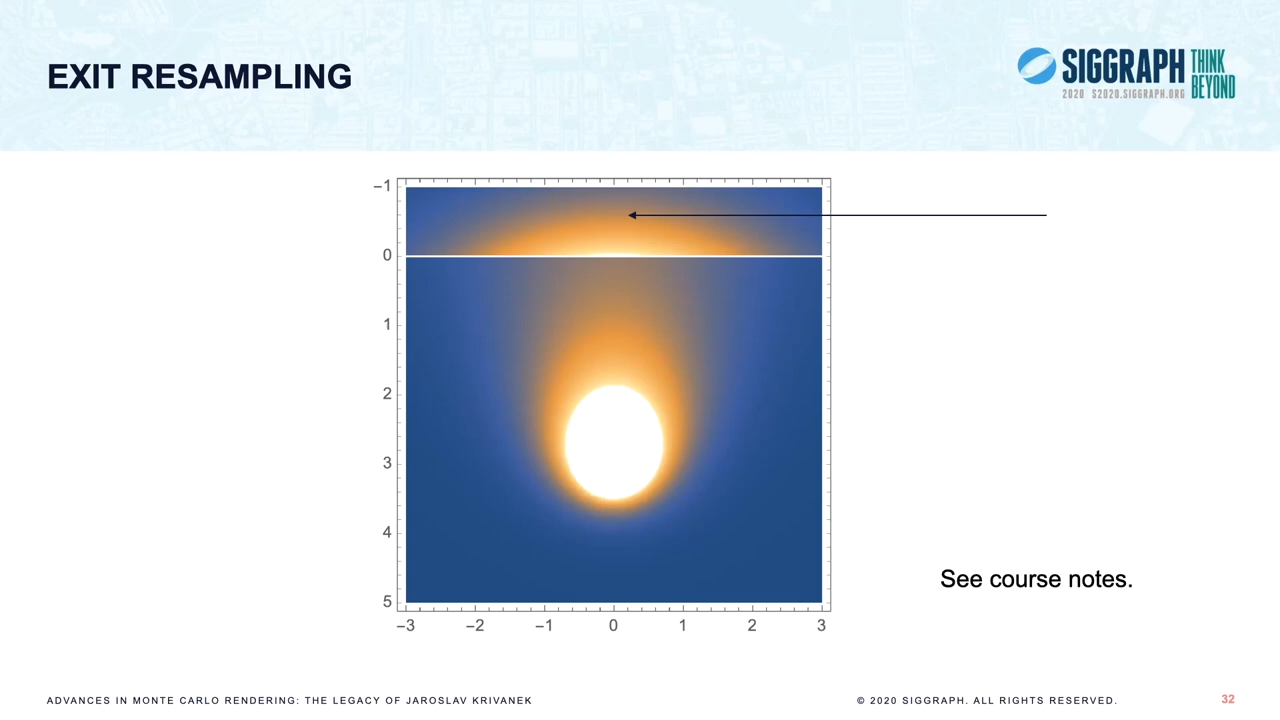 EXIT RESAMPLING
SIGGRAPH
THINK
BEYOND
2020 S2020.SIGGRAPH.ORG
−1
0
1
2
3
4
5
−3 −2 −1 0 1 2 3
See course notes.
ADVANCES IN MONTE CARLO RENDERING: THE LEGACY OF JAROSLAV KRIVANEK
© 2020 SIGGRAPH. ALL RIGHTS RESERVED.
32